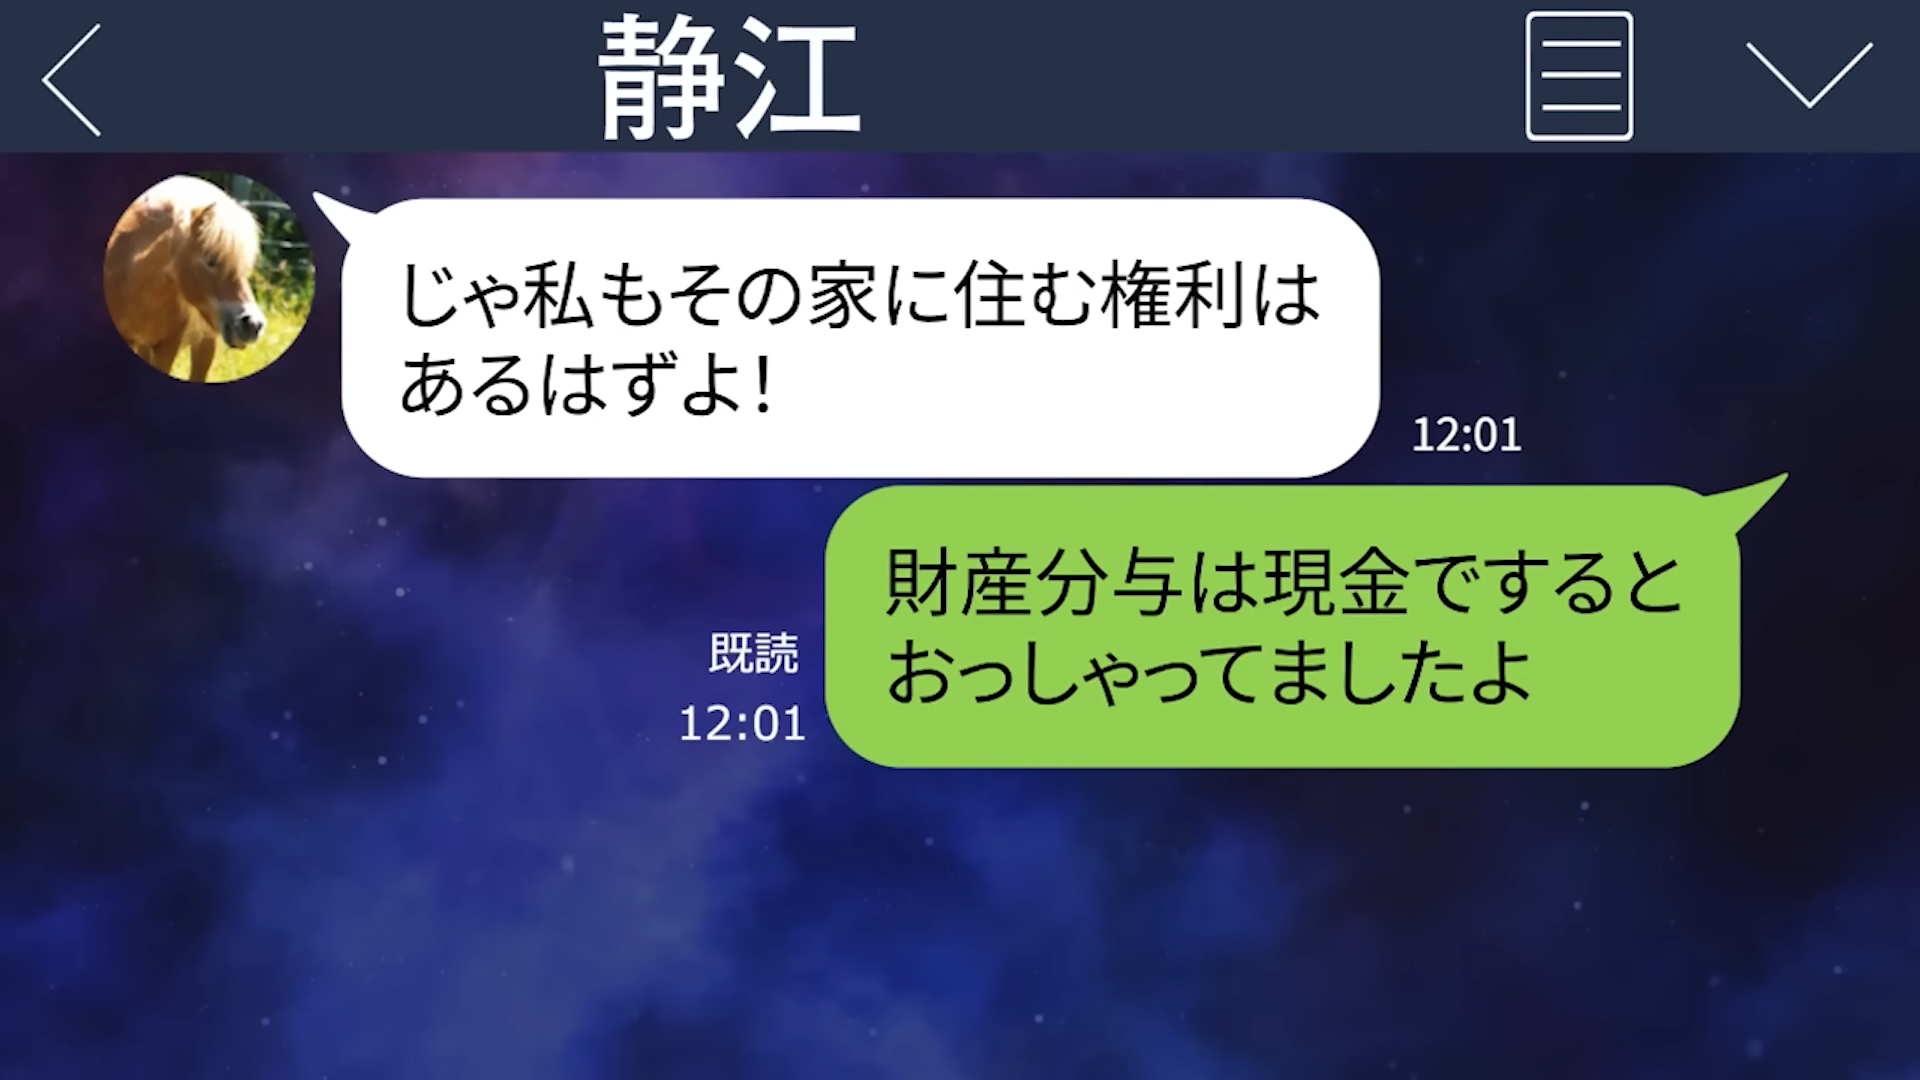 静江
じゃ私もその家に住む権利は
あるはずよ！
12:01
財産分与は現金ですると
おっしゃってましたよ
既読
12:01